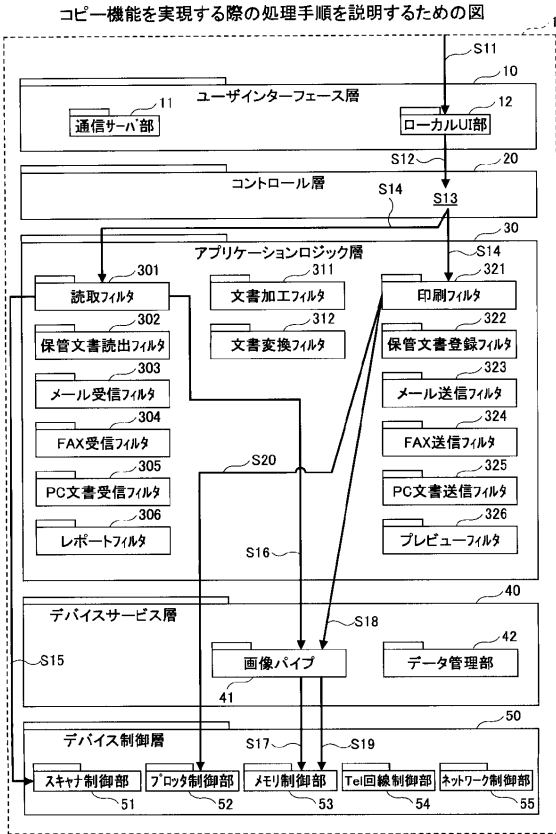 コピー機能を実現する際の処理手順を説明するための図
1
S11
10
ユーザインターフェース層
11
通信サーバ部
12
ローカルUI部
S12
20
コントロール層
S13
S14
S14
30
アプリケーションロジック層
301
読取フィルタ
311
文書加工フィルタ
321
印刷フィルタ
302
保管文書読出フィルタ
312
文書変換フィルタ
322
保管文書登録フィルタ
303
メール受信フィルタ
323
メール送信フィルタ
304
FAX受信フィルタ
324
FAX送信フィルタ
S20
305
PC文書受信フィルタ
325
PC文書送信フィルタ
306
レポートフィルタ
326
プレビューフィルタ
S16
40
デバイスサービス層
S18
S15
画像パイプ
41
42
データ管理部
50
デバイス制御層
S17
S19
スキャナ制御部
51
プロッタ制御部
52
メモリ制御部
53
Tel回線制御部
54
ネットワーク制御部
55